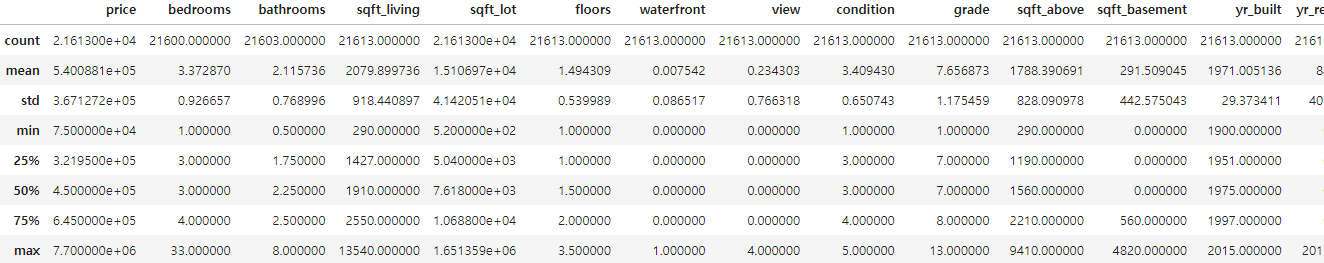 price bedrooms bathrooms sqft_living sqft_lot floors waterfront view condition grade sqft_above sqft_basement yr_built yr_re
count 2.161300e+04 21600.000000 21603.000000 21613.000000 2.161300e+04 21613.000000 21613.000000 21613.000000 21613.000000 21613.000000 21613.000000 21613.000000 21613.000000 2161
mean 5.400881e+05 3.372870 2.115736 2079.899736 1.510697e+04 1.494309 0.007542 0.234303 3.409430 7.656873 1788.390691 291.509045 1971.005136 8
std 3.671272e+05 0.926657 0.768996 918.440897 4.142051e+04 0.539989 0.086517 0.766318 0.650743 1.175459 828.090978 442.575043 29.373411 40
min 7.500000e+04 1.000000 0.500000 290.000000 5.200000e+02 1.000000 0.000000 0.000000 1.000000 1.000000 290.000000 0.000000 1900.000000
25% 3.219500e+05 3.000000 1.750000 1427.000000 5.040000e+03 1.000000 0.000000 0.000000 3.000000 7.000000 1190.000000 0.000000 1951.000000
50% 4.500000e+05 3.000000 2.250000 1910.000000 7.618000e+03 1.500000 0.000000 0.000000 3.000000 7.000000 1560.000000 0.000000 1975.000000
75% 6.450000e+05 4.000000 2.500000 2550.000000 1.068800e+04 2.000000 0.000000 0.000000 4.000000 8.000000 2210.000000 560.000000 1997.000000
max 7.700000e+06 33.000000 8.000000 13540.000000 1.651359e+06 3.500000 1.000000 4.000000 5.000000 13.000000 9410.000000 4820.000000 2015.000000 201